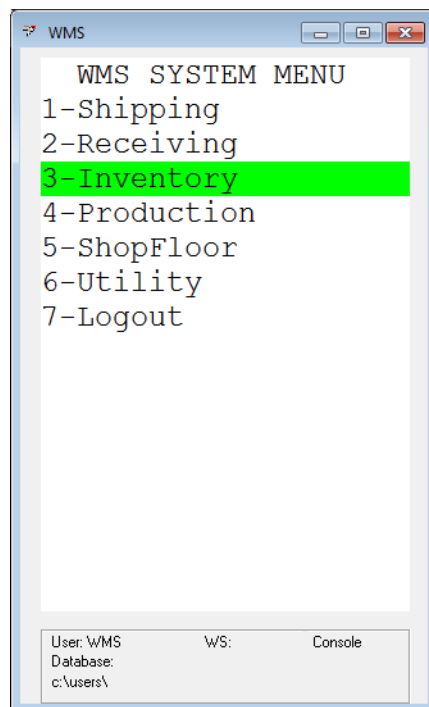 WMS
WMS SYSTEM MENU
1-Shipping
2-Receiving
3-Inventory
4-Production
5-ShopFloor
6-Utility
7-Logout
User: WMS WS: Console
Database:
c:\users\